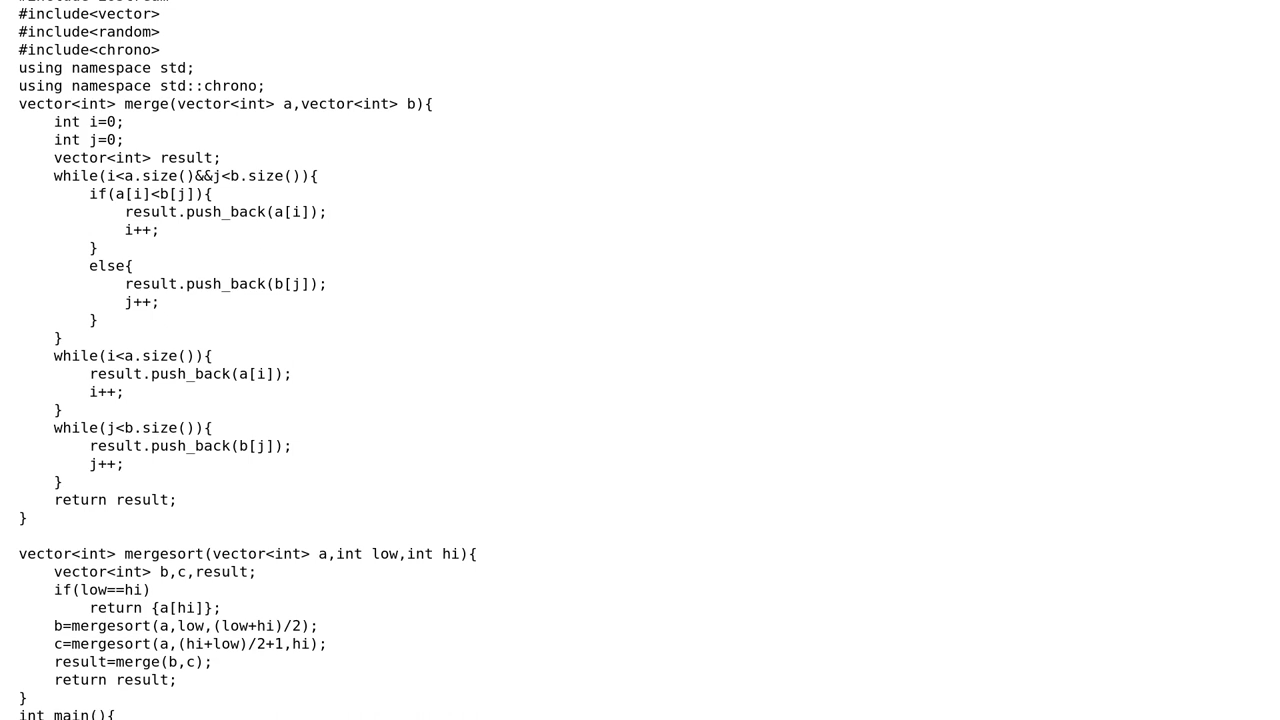 #include<vector>
#include<random>
#include<chrono>
using namespace std;
using namespace std::chrono;
vector<int> merge(vector<int> a,vector<int> b){
    int i=0;
    int j=0;
    vector<int> result;
    while(i<a.size()&&j<b.size()){
        if(a[i]<b[j]){
            result.push_back(a[i]);
            i++;
        }
        else{
            result.push_back(b[j]);
            j++;
        }
    }
    while(i<a.size()){
        result.push_back(a[i]);
        i++;
    }
    while(j<b.size()){
        result.push_back(b[j]);
        j++;
    }
    return result;
}

vector<int> mergesort(vector<int> a,int low,int hi){
    vector<int> b,c,result;
    if(low==hi)
        return {a[hi]};
    b=mergesort(a,low,(low+hi)/2);
    c=mergesort(a,(hi+low)/2+1,hi);
    result=merge(b,c);
    return result;
}
int main(){